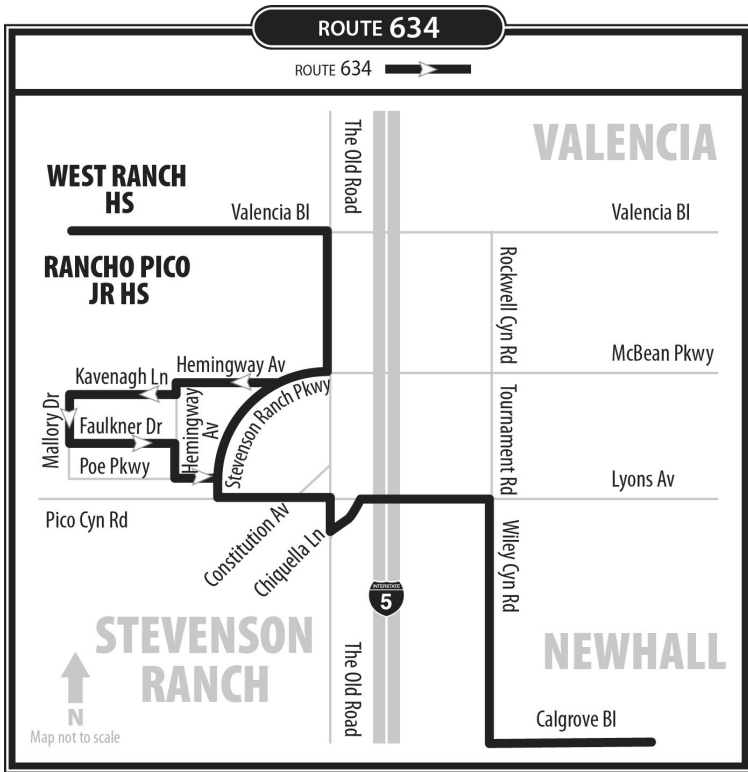 ROUTE 634
ROUTE 634
VALENCIA
The Old Road
WEST RANCH
HS
Valencia Bl
Valencia Bl
RANCHO PICO
JR HS
Rockwell Cyn Rd
McBean Pkwy
Hemingway Av
Kavenagh Ln
Stevenson Ranch Pkwy
Mallory Dr
Faulkner Dr
Hemingway
Av
Tournament Rd
Poe Pkwy
Lyons Av
Pico Cyn Rd
Constitution Av
Chiquella Ln
Wiley Cyn Rd
INTERSTATE
5
STEVENSON
RANCH
The Old Road
NEWHALL
N
Map not to scale
Calgrove Bl